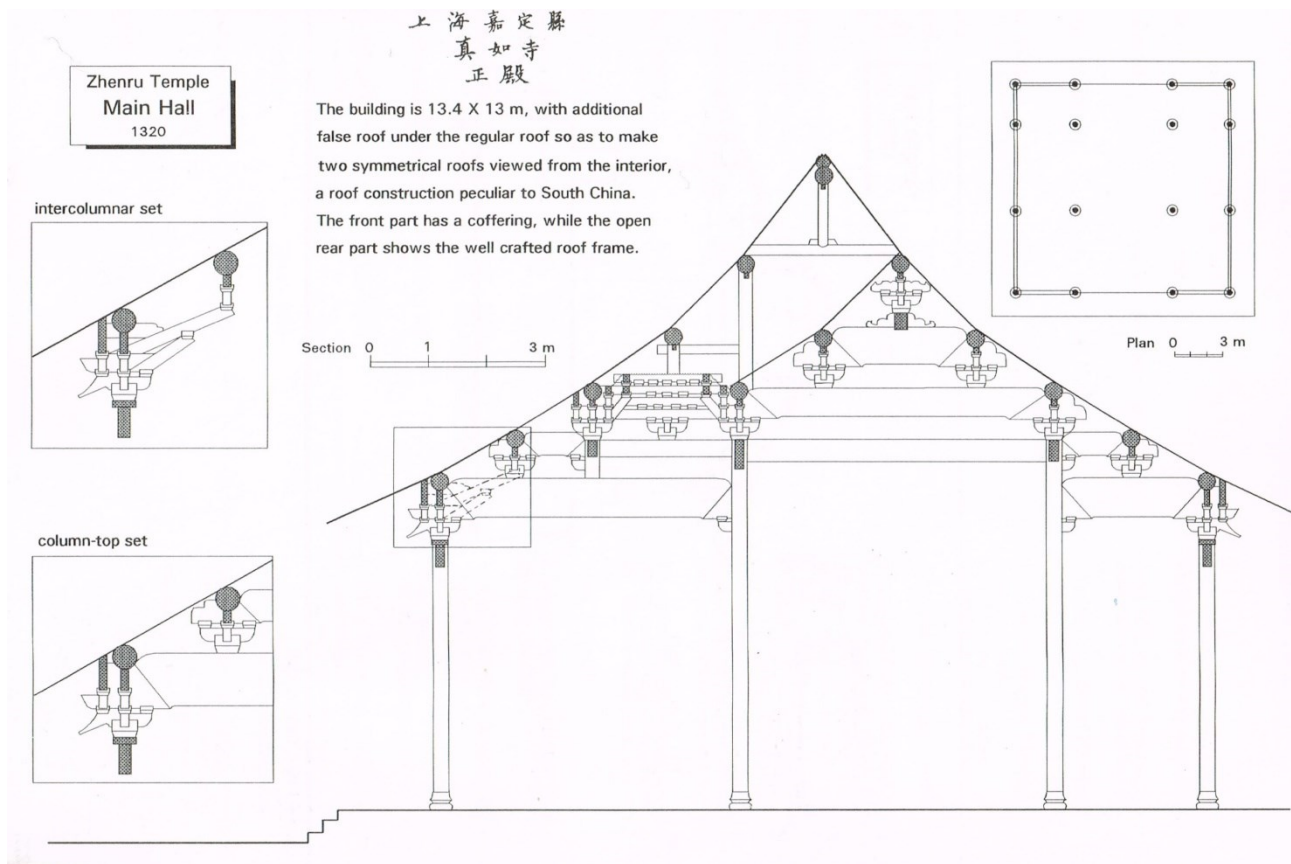 上海嘉定縣
真如寺
正殿
Zhenru Temple
Main Hall
1320
The building is 13.4 X 13 m, with additional
false roof under the regular roof so as to make
two symmetrical roofs viewed from the interior,
a roof construction peculiar to South China.
The front part has a coffering, while the open
rear part shows the well crafted roof frame.
intercolumnar set
Section 0 1 3 m
Plan 0 3 m
column-top set